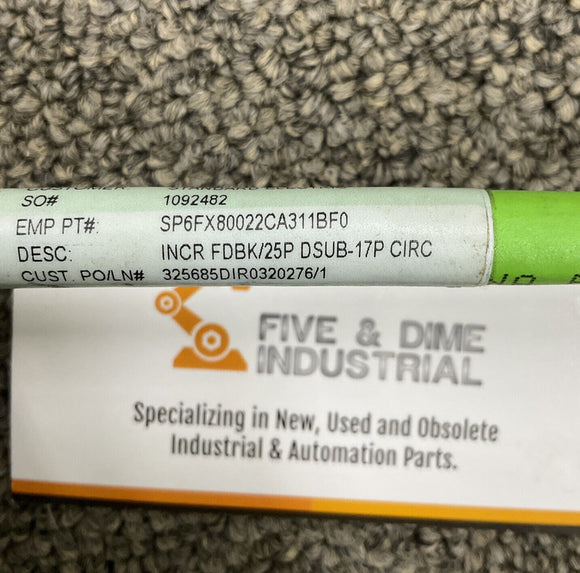 SO# 1092482
EMP PT#: SP6FX80022CA311BF0
DESC: INCR FDBK/25P DSUB-17P CIRC
CUST. PO/LN# 325685DIR0320276/1
FIVE & DIME
INDUSTRIAL
Specializing in New, Used and Obsolete
Industrial & Automation Parts.